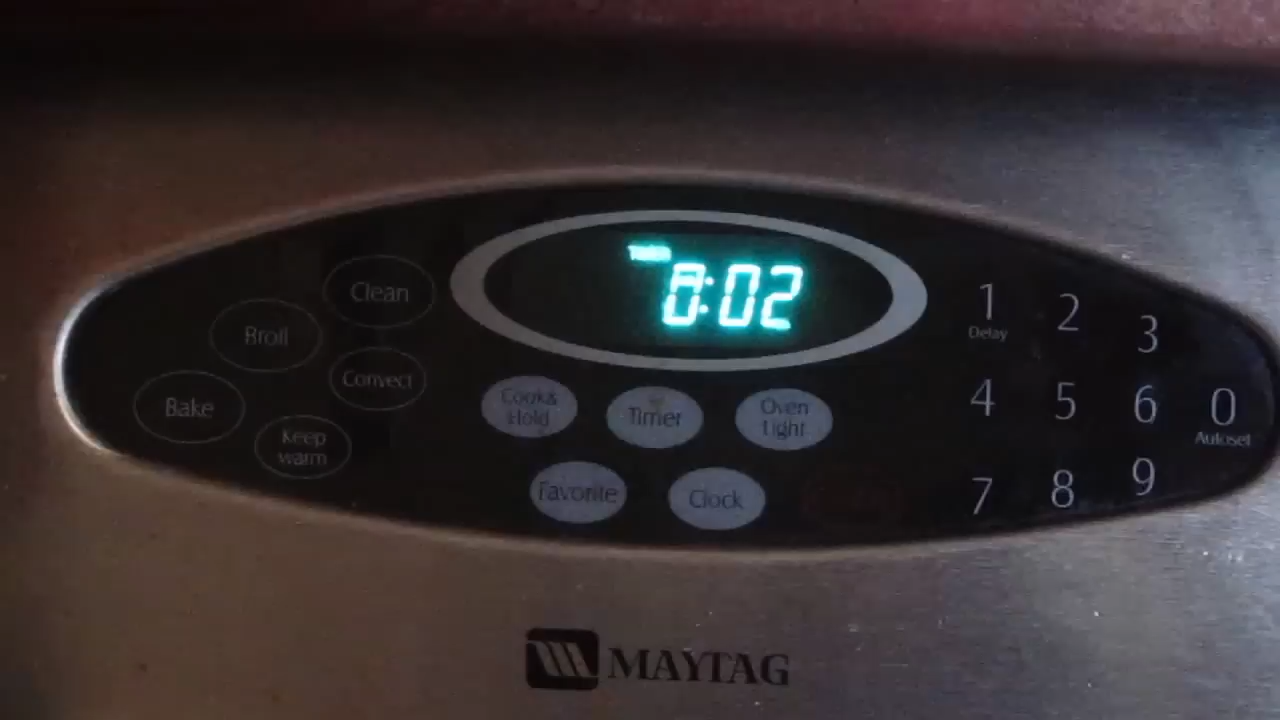 TIMER
0:02
Clean
Broil
Convect
Bake
Keep
warm
Cook&
Hold
Timer
Oven
Light
Favorite
Clock
1
Delay
2
3
4
5
6
0
Autoset
7
8
9
MAYTAG